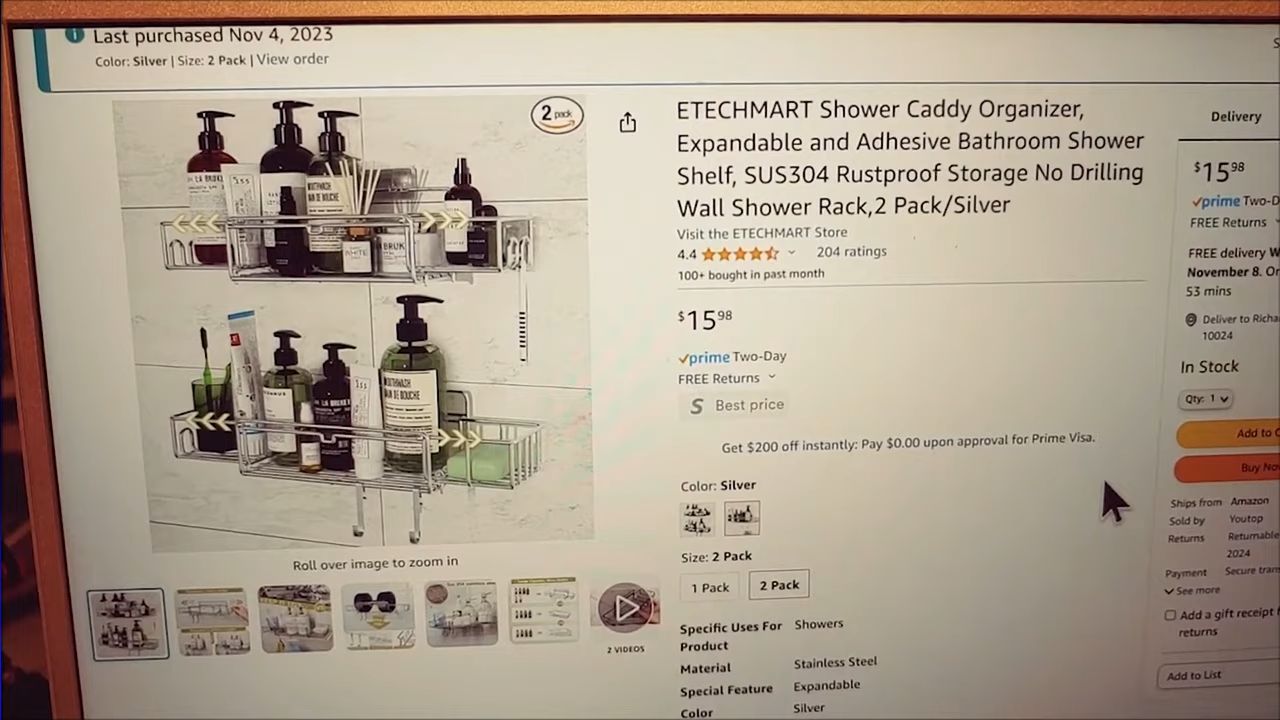 Last purchased Nov 4, 2023
Color: Silver | Size: 2 Pack | View order
2 pack
ETECHMART Shower Caddy Organizer,
Expandable and Adhesive Bathroom Shower
Shelf, SUS304 Rustproof Storage No Drilling
Wall Shower Rack,2 Pack/Silver
Visit the ETECHMART Store
4.4 204 ratings
100+ bought in past month
$15 98
prime Two-Day
FREE Returns
S Best price
Get $200 off instantly: Pay $0.00 upon approval for Prime Visa.
Color: Silver
Size: 2 Pack
1 Pack 2 Pack
Specific Uses For Product Showers
Material Stainless Steel
Special Feature Expandable
Color Silver
MOUTHWASH
BAIN DE BOUCHE
Roll over image to zoom in
2 VIDEOS
Delivery
$15 98
prime Two-D
FREE Returns
FREE delivery W
November 8. Or
53 mins
Deliver to Richa
10024
In Stock
Qty: 1
Add to C
Buy No
Ships from Amazon
Sold by Youtop
Returns Returnable
2024
Payment Secure tran
See more
Add a gift receipt
returns
Add to List